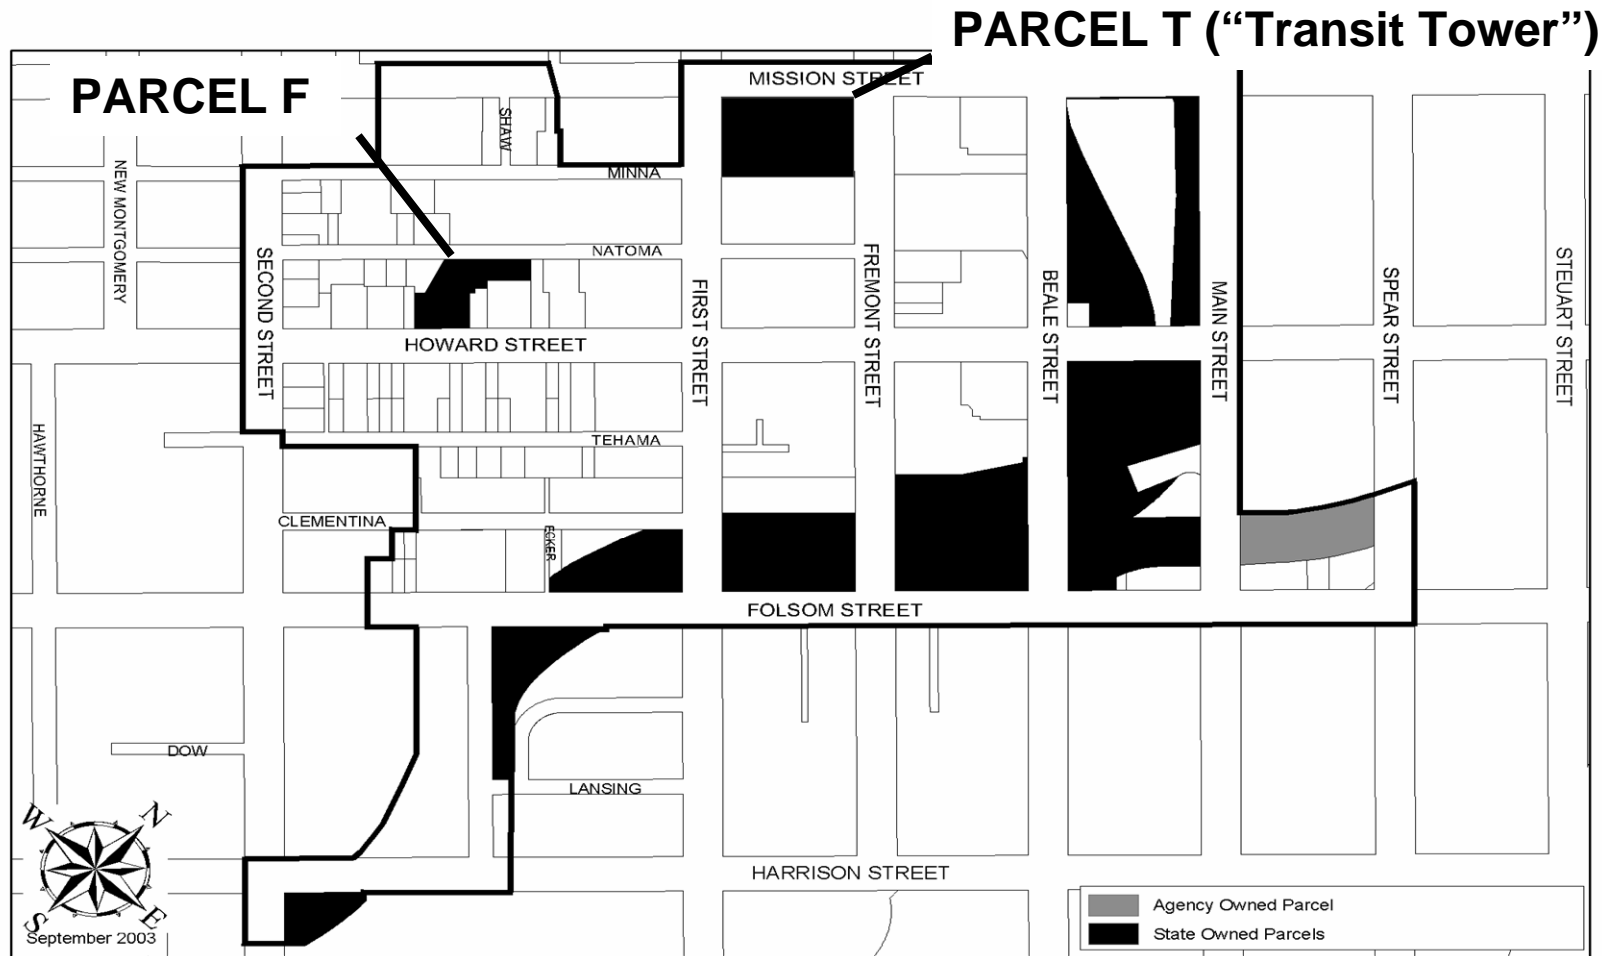 PARCEL T (“Transit Tower”)
MISSION STREET
PARCEL F
SHAW
MINNA
NEW MONTGOMERY
NATOMA
SECOND STREET
FIRST STREET
FREMONT STREET
BEALE STREET
MAIN STREET
SPEAR STREET
STEUART STREET
HOWARD STREET
HAWTHORNE
TEHAMA
CLEMENTINA
ECKER
FOLSOM STREET
DOW
LANSING
HARRISON STREET
W
N
S
E
September 2003
Agency Owned Parcel
State Owned Parcels